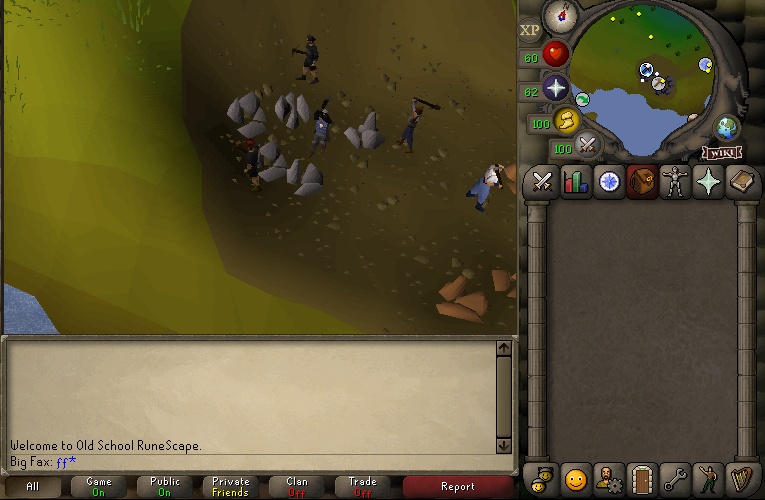 XP
60
62
100
100
WIKI
Welcome to Old School RuneScape.
Big Fax: ff*
All
Game
On
Public
On
Private
Friends
Clan
Off
Trade
Off
Report